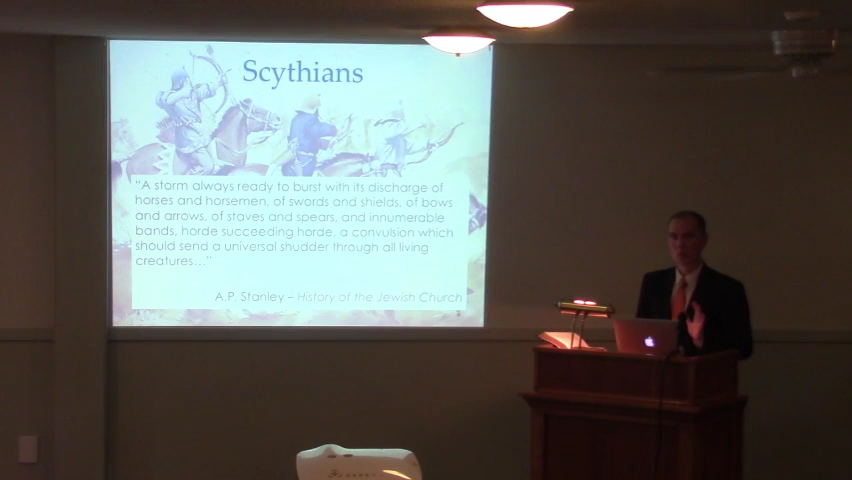 Scythians
“A storm always ready to burst with its discharge of
horses and horsemen, of swords and shields, of bows
and arrows, of staves and spears, and innumerable
bands, horde succeeding horde, a convulsion which
should send a universal shudder through all living
creatures…”
A.P. Stanley – History of the Jewish Church